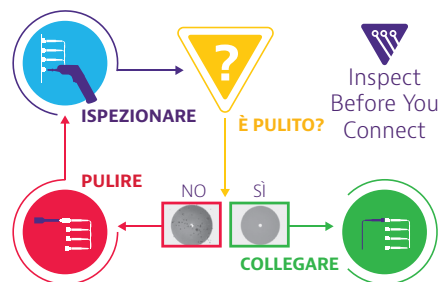 ?
Inspect
Before You
Connect
ISPEZIONARE
È PULITO?
PULIRE
NO
SÌ
COLLEGARE